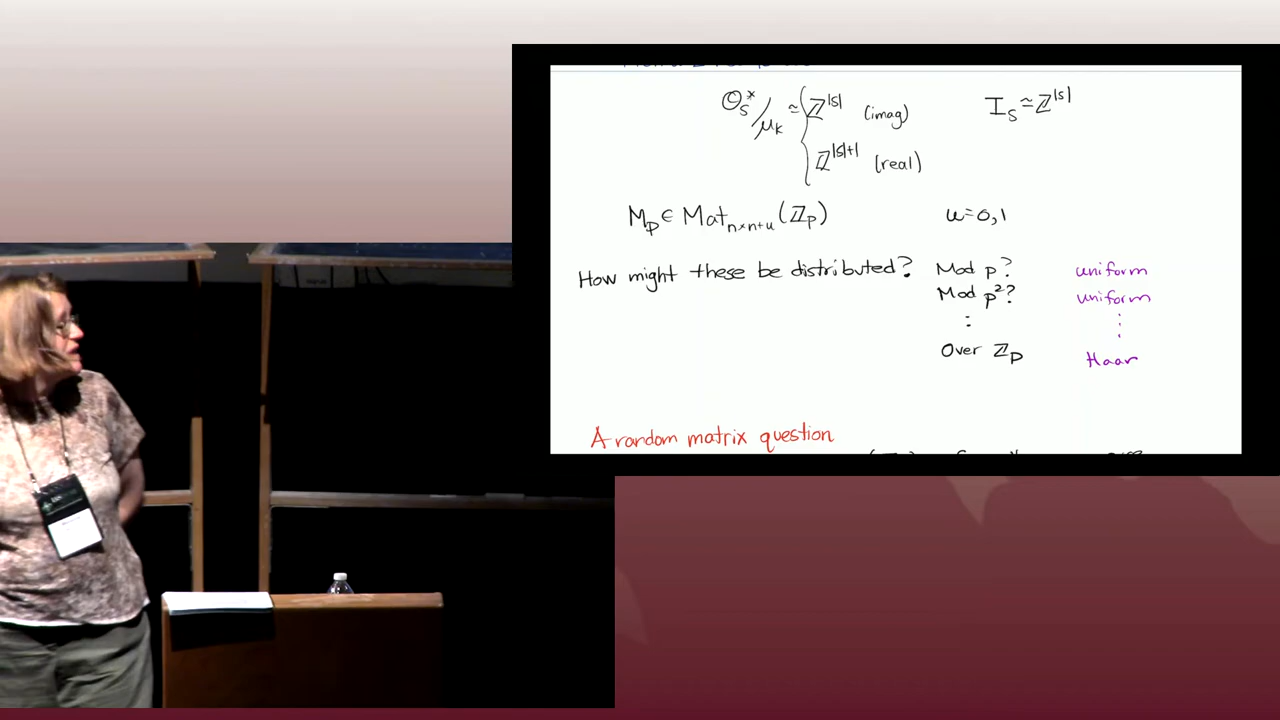 O_S^*/μ_K ≃ { ℤ^|S| (imag)
ℤ^|S|+1 (real)
I_S ≃ ℤ^|S|
M_p ∈ Mat_n×n+u (ℤ_p) u=0,1
How might these be distributed? Mod p? uniform
Mod p²? uniform
⋮ ⋮
Over ℤ_p Haar
A random matrix question